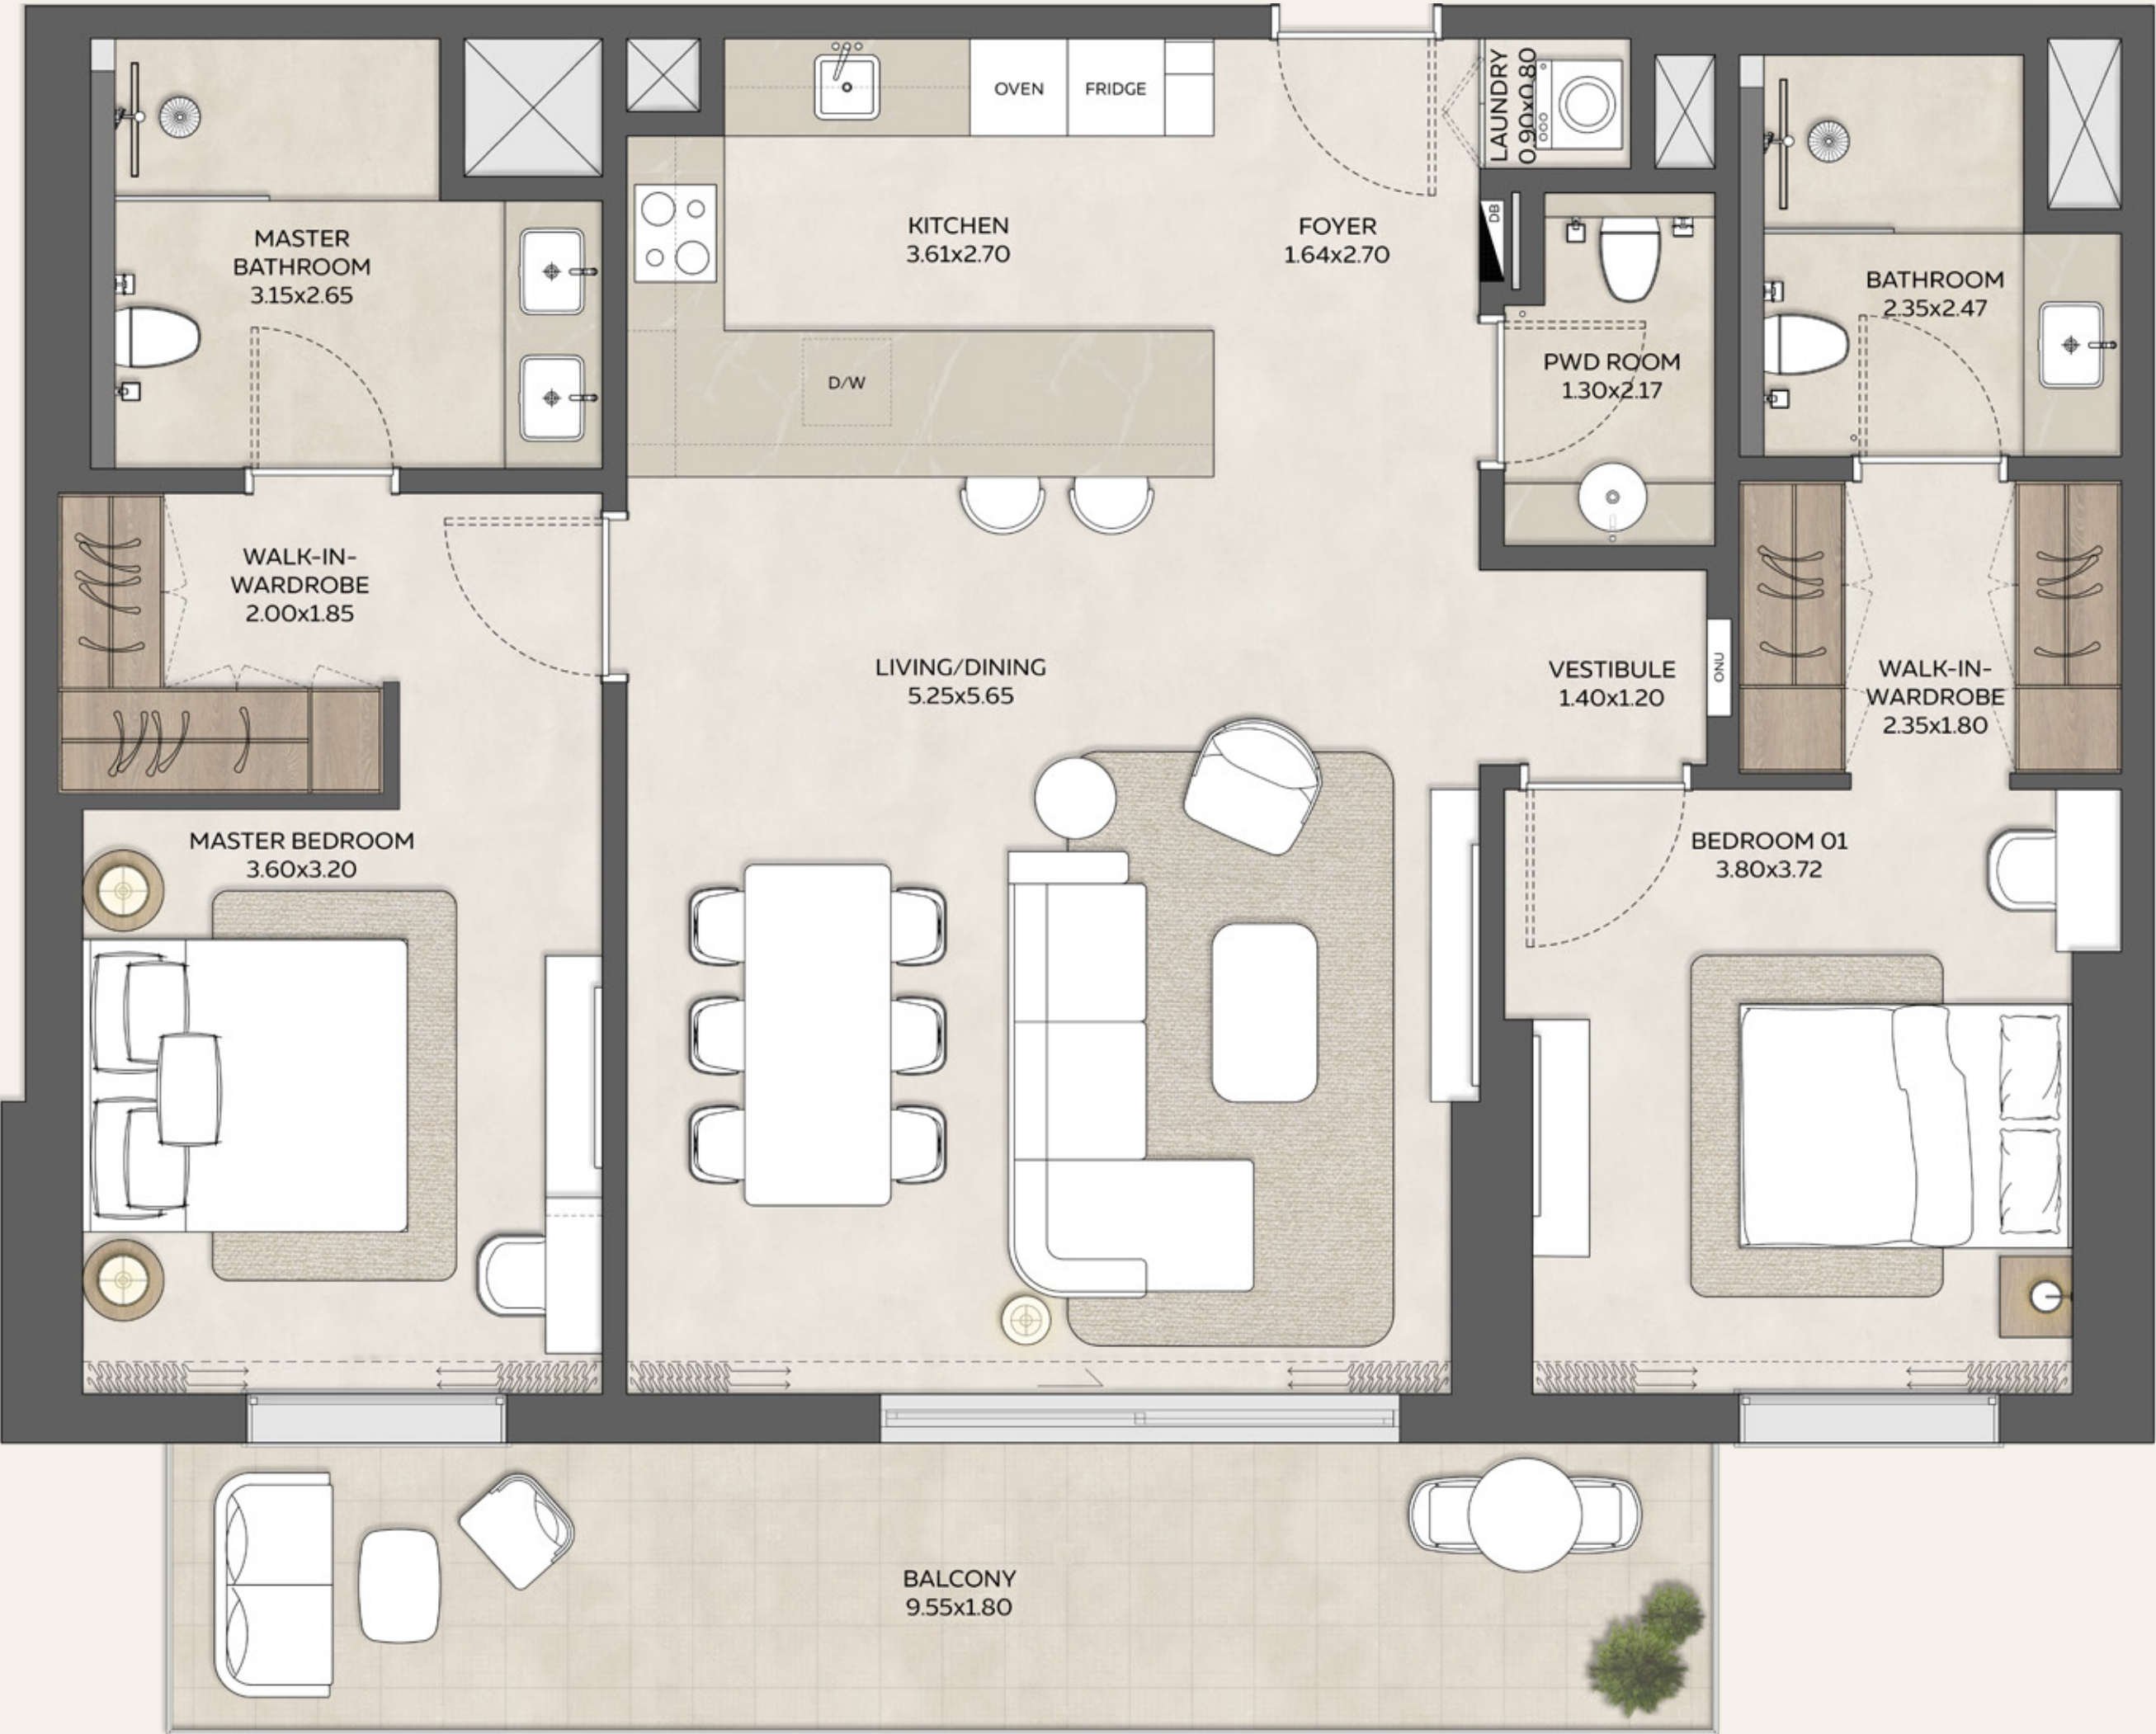 OVEN
FRIDGE
LAUNDRY
0.90x0.80
MASTER
BATHROOM
3.15x2.65
KITCHEN
3.61x2.70
FOYER
1.64x2.70
DB
BATHROOM
2.35x2.47
D/W
PWD ROOM
1.30x2.17
WALK-IN-
WARDROBE
2.00x1.85
LIVING/DINING
5.25x5.65
VESTIBULE
1.40x1.20
ONU
WALK-IN-
WARDROBE
2.35x1.80
MASTER BEDROOM
3.60x3.20
BEDROOM 01
3.80x3.72
BALCONY
9.55x1.80